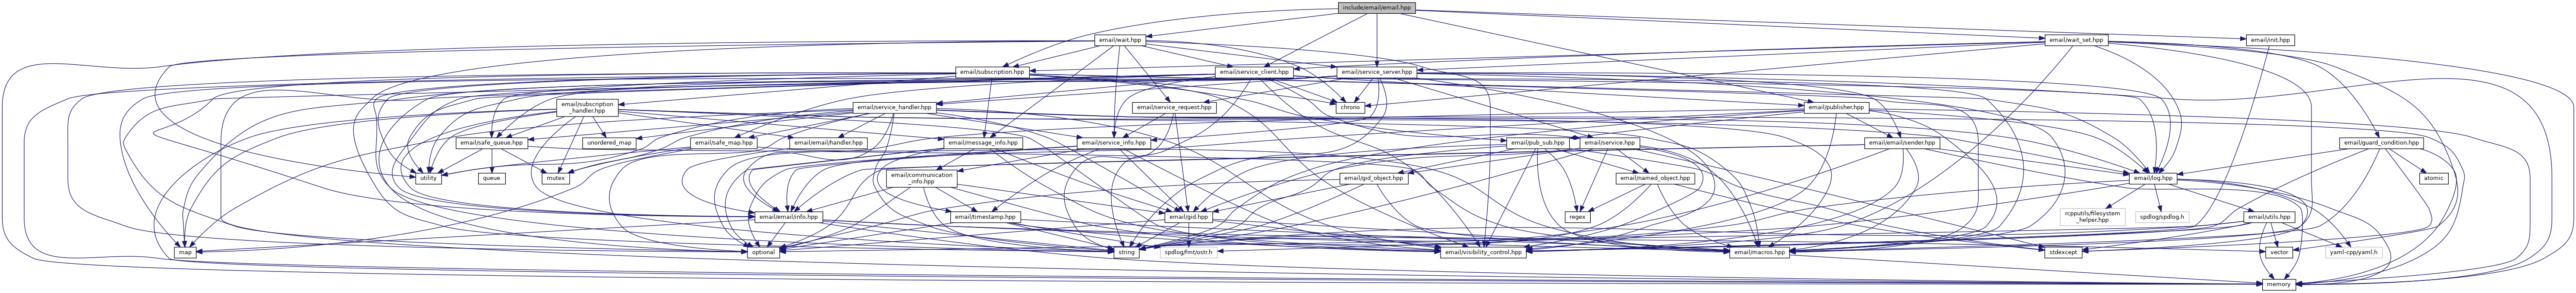 include/email/email.hpp
email/wait.hpp
email/wait_set.hpp
email/init.hpp
email/subscription.hpp
email/service_client.hpp
email/service_server.hpp
email/subscription
_handler.hpp
email/service_handler.hpp
email/service_request.hpp
chrono
email/publisher.hpp
email/safe_queue.hpp
unordered_map
email/safe_map.hpp
email/email/handler.hpp
email/message_info.hpp
email/service_info.hpp
email/pub_sub.hpp
email/service.hpp
email/email/sender.hpp
email/guard_condition.hpp
utility
queue
mutex
email/communication
_info.hpp
email/gid_object.hpp
email/named_object.hpp
email/log.hpp
atomic
email/email/info.hpp
email/timestamp.hpp
email/gid.hpp
regex
rcpputils/filesystem
_helper.hpp
spdlog/spdlog.h
email/utils.hpp
map
optional
string
spdlog/fmt/ostr.h
email/visibility_control.hpp
email/macros.hpp
stdexcept
vector
yaml-cpp/yaml.h
memory